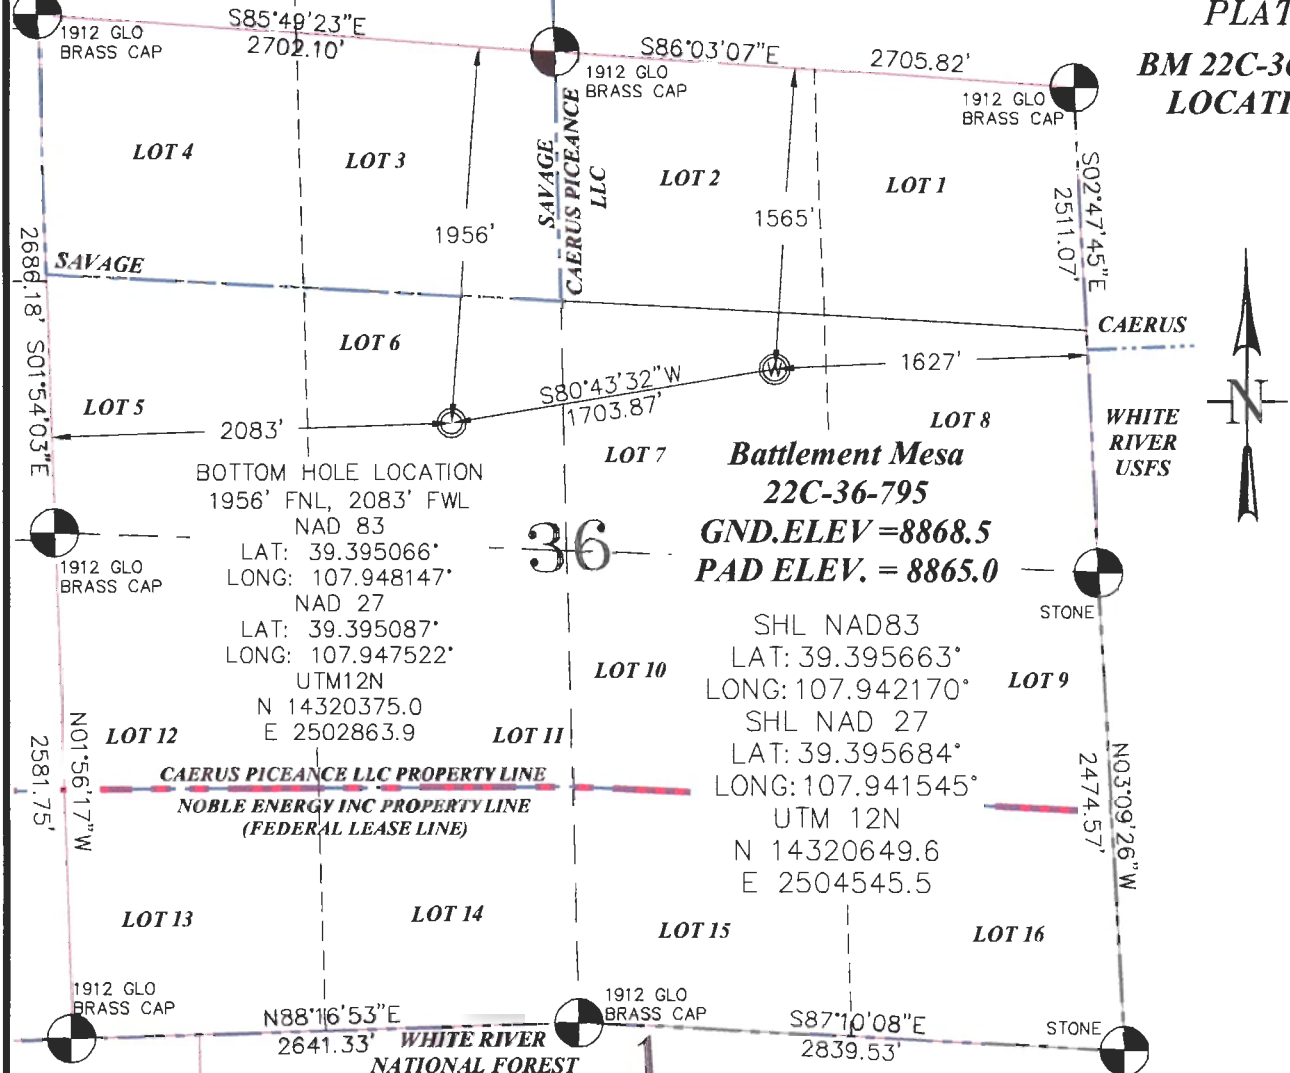 PLAT
BM 22C-36
LOCATI
S85°49'23"E
2702.10'
1912 GLO
BRASS CAP
S86°03'07"E
2705.82'
1912 GLO
BRASS CAP
1912 GLO
BRASS CAP
LOT 4
LOT 3
SAVAGE
CAERUS PICEANCE
LLC
LOT 2
LOT 1
S02°47'45"E
2511.07'
1956'
1565'
SAVAGE
2686.18' S01°54'03"E
LOT 6
CAERUS
1627'
S80°43'32"W
1703.87'
LOT 5
2083'
LOT 7
LOT 8
WHITE
RIVER
USFS
N
BOTTOM HOLE LOCATION
1956' FNL, 2083' FWL
NAD 83
LAT: 39.395066°
LONG: 107.948147°
NAD 27
LAT: 39.395087°
LONG: 107.947522°
UTM12N
N 14320375.0
E 2502863.9
W
Battlement Mesa
22C-36-795
GND.ELEV =8868.5
PAD ELEV. = 8865.0
36
1912 GLO
BRASS CAP
STONE
SHL NAD83
LAT: 39.395663°
LONG: 107.942170°
SHL NAD 27
LAT: 39.395684°
LONG: 107.941545°
UTM 12N
N 14320649.6
E 2504545.5
LOT 10
LOT 9
LOT 12
LOT 11
N01°56'17"W
2581.75'
N03°09'26"W
2474.57'
CAERUS PICEANCE LLC PROPERTY LINE
NOBLE ENERGY INC PROPERTY LINE
(FEDERAL LEASE LINE)
LOT 13
LOT 14
LOT 15
LOT 16
1912 GLO
BRASS CAP
1912 GLO
BRASS CAP
STONE
N88°16'53"E
2641.33'
S87°10'08"E
2839.53'
WHITE RIVER
NATIONAL FOREST
1